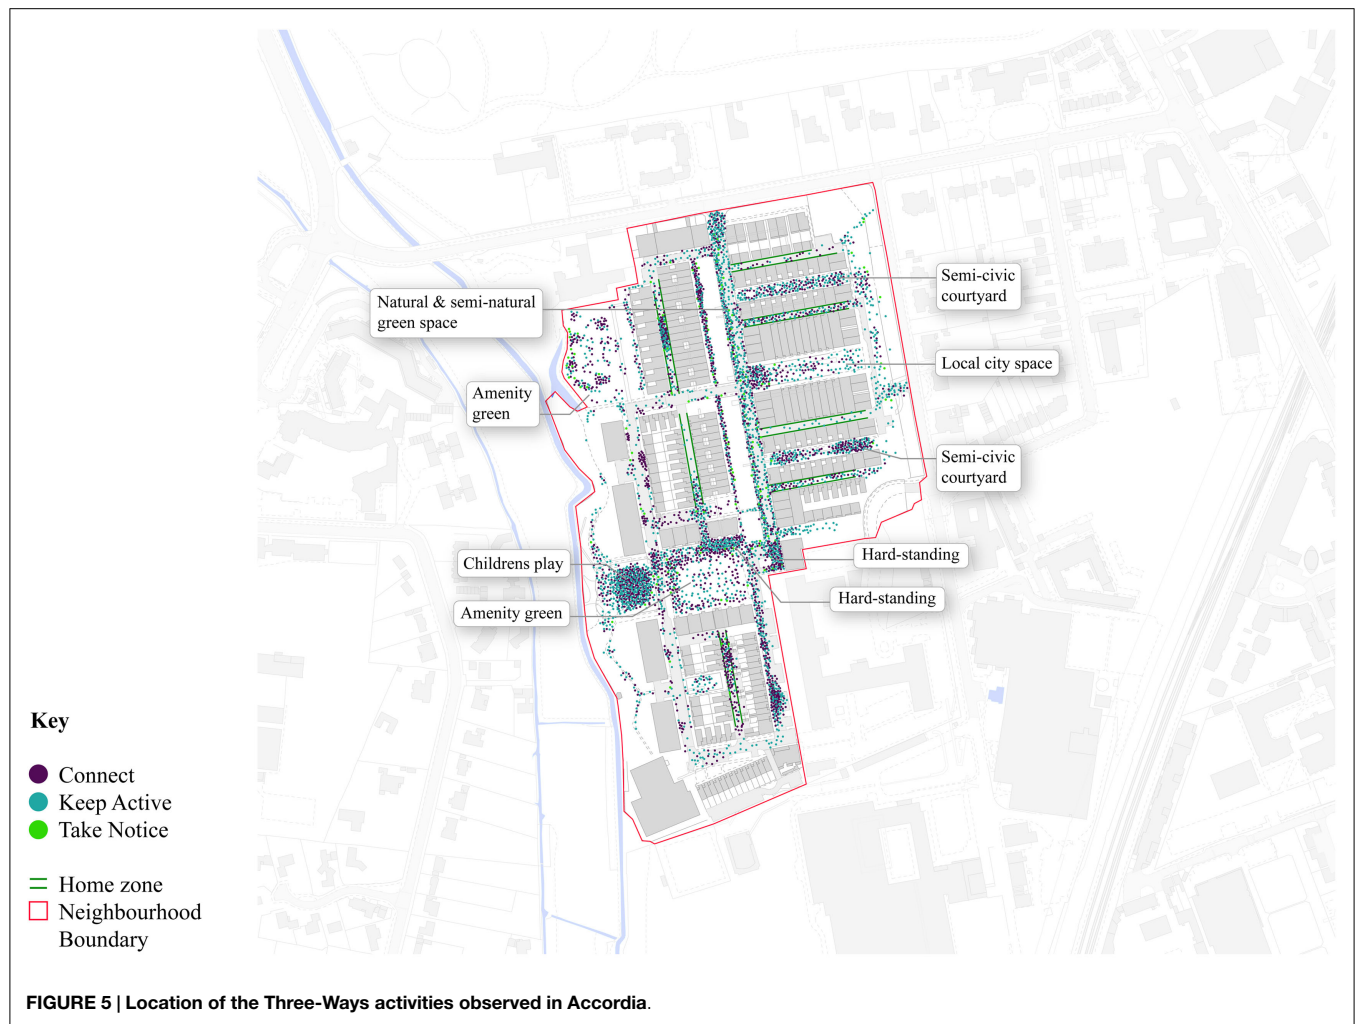 Semi-civic
courtyard
Natural & semi-natural
green space
Local city space
Amenity
green
Semi-civic
courtyard
Hard-standing
Childrens play
Hard-standing
Amenity green
Key
Connect
Keep Active
Take Notice
Home zone
Neighbourhood
Boundary
FIGURE 5 | Location of the Three-Ways activities observed in Accordia.